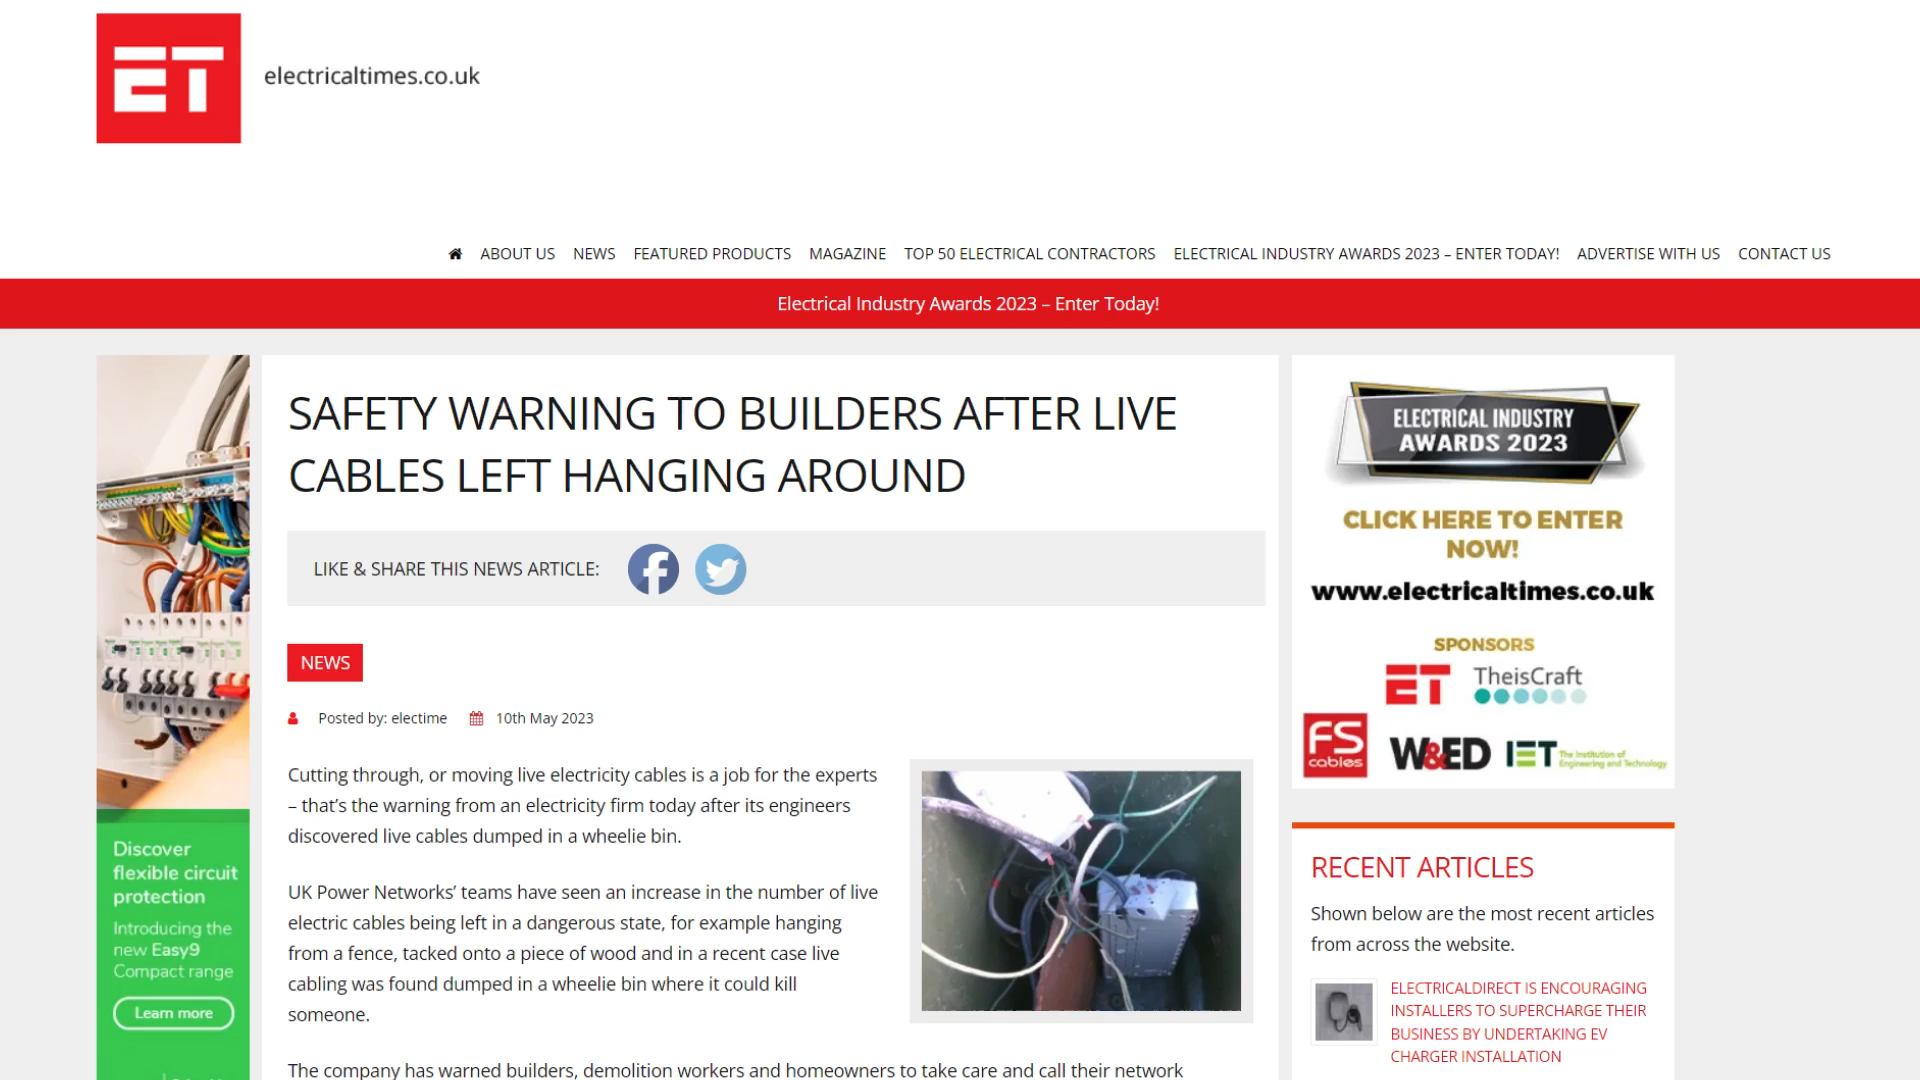 ET
electricaltimes.co.uk
ABOUT US NEWS FEATURED PRODUCTS MAGAZINE TOP 50 ELECTRICAL CONTRACTORS ELECTRICAL INDUSTRY AWARDS 2023 – ENTER TODAY! ADVERTISE WITH US CONTACT US
Electrical Industry Awards 2023 – Enter Today!
SAFETY WARNING TO BUILDERS AFTER LIVE
CABLES LEFT HANGING AROUND
LIKE & SHARE THIS NEWS ARTICLE:
NEWS
Posted by: electime 10th May 2023
Cutting through, or moving live electricity cables is a job for the experts
– that’s the warning from an electricity firm today after its engineers
discovered live cables dumped in a wheelie bin.
UK Power Networks’ teams have seen an increase in the number of live
electric cables being left in a dangerous state, for example hanging
from a fence, tacked onto a piece of wood and in a recent case live
cabling was found dumped in a wheelie bin where it could kill
someone.
The company has warned builders, demolition workers and homeowners to take care and call their network
Discover
flexible circuit
protection
Introducing the
new Easy9
Compact range
Learn more
ELECTRICAL INDUSTRY
AWARDS 2023
CLICK HERE TO ENTER
NOW!
www.electricaltimes.co.uk
SPONSORS
ET TheisCraft
FS
cables
W&ED
IET The Institution of
Engineering and Technology
RECENT ARTICLES
Shown below are the most recent articles
from across the website.
ELECTRICALDIRECT IS ENCOURAGING
INSTALLERS TO SUPERCHARGE THEIR
BUSINESS BY UNDERTAKING EV
CHARGER INSTALLATION